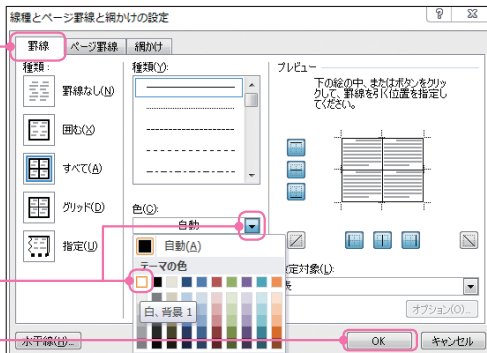 線種とページ罫線と網かけの設定
罫線
ページ罫線
網かけ
種類:
種類(Y):
プレビュー
罫線なし(N)
囲む(X)
すべて(A)
グリッド(D)
指定(U)
下の絵の中、またはボタンをクリッ
クして、罫線を引く位置を指定し
てください。
色(C):
自動
自動(A)
テーマの色
白、背景 1
設定対象(L):
表
オプション(O)...
水平線(H)...
OK
キャンセル